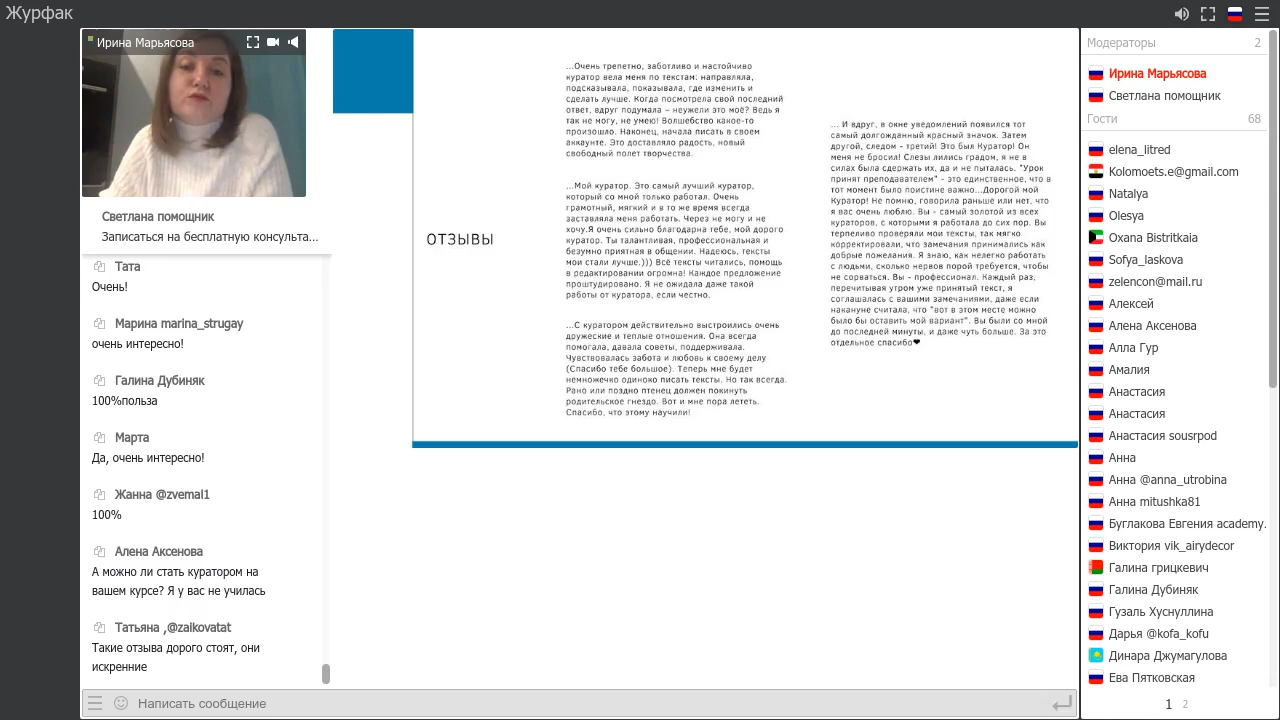 Журфак
Ирина Марьясова
Светлана помощник
Записаться на бесплатную консульта...
Тата
Очень!
Марина marina_strugay
очень интересно!
Галина Дубиняк
100%польза
Марта
Да, очень интересно!
Жанна @zvemal1
100%
Алена Аксенова
А можно ли стать куратором на
вашем курсе? Я у вас не училась
Татьяна ,@zaikovatat
Такие отзыва дорого стоят, они
искренние
Написать сообщение
ОТЗЫВЫ
...Очень трепетно, заботливо и настойчиво
куратор вела меня по текстам: направляла,
подсказывала, показывала, где изменить и
сделать лучше. Когда посмотрела свой последний
ответ, вдруг подумала – неужели это моё? Ведь я
так не могу, не умею! Волшебство какое-то
произошло. Наконец, начала писать в своем
аккаунте. Это доставляло радость, новый
свободный полет творчества.
...Мой куратор. Это самый лучший куратор,
который со мной только работал. Очень
грамотный, мягкий и в то же время всегда
заставляла меня работать. Через не могу и не
хочу.Я очень сильно благодарна тебе, мой дорого
куратор. Ты талантливая, профессиональная и
безумно приятная в общении. Надеюсь, тексты
мои стали лучше.))) Всё тексты читались, помощь
в редактировании огромна! Каждое предложение
проштудировано. Я не ожидала даже такой
работы от куратора, если честно.
...С куратором действительно выстроились очень
дружеские и теплые отношения. Она всегда
помогала, давала советы, поддерживала.
Чувствовалась забота и любовь к своему делу
(Спасибо тебе большое). Теперь мне будет
немножечко одиноко писать тексты. Но так всегда.
Рано или поздно птенец должен покинуть
родительское гнездо. Вот и мне пора лететь.
Спасибо, что этому научили!
... И вдруг, в окне уведомлений появился тот
самый долгожданный красный значок. Затем
другой, следом - третий! Это был Куратор! Он
меня не бросил! Слезы лились градом, я не в
силах была сдержать их, да и не пыталась. "Урок
принят преподавателем" - это единственное, что в
тот момент было поистине важно...Дорогой мой
Куратор! Не помню, говорила раньше или нет, что
я вас очень люблю. Вы - самый золотой из всех
кураторов, с которыми я работала до сих пор. Вы
терпеливо проверяли мои тексты, так мягко
корректировали, что замечания принимались как
добрые пожелания. Я знаю, как нелегко работать
с людьми, сколько нервов порой требуется, чтобы
не сорваться. Вы - профессионал. Каждый раз,
перечитывая утром уже принятый текст, я
соглашалась с вашими замечаниями, даже если
накануне считала, что "вот в этом месте можно
было бы оставить мой вариант". Вы были со мной
до последней минуты, и даже чуть больше. За это
отдельное спасибо❤
Модераторы 2
Ирина Марьясова
Светлана помощник
Гости 68
elena_litred
Kolomoets.e@gmail.com
Natalya
Olesya
Oxana Bistritkaia
Sofya_laskova
zelencon@mail.ru
Алексей
Алена Аксенова
Алла Гур
Амалия
Анастасия
Анастасия
Анастасия sousrpod
Анна
Анна @anna_utrobina
Анна mitushka81
Буглакова Евгения academy.
Виктория vik_airydecor
Галина грицкевич
Галина Дубиняк
Гузаль Хуснуллина
Дарья @kofa_kofu
Динара Джумагулова
Ева Пятковская
1 2